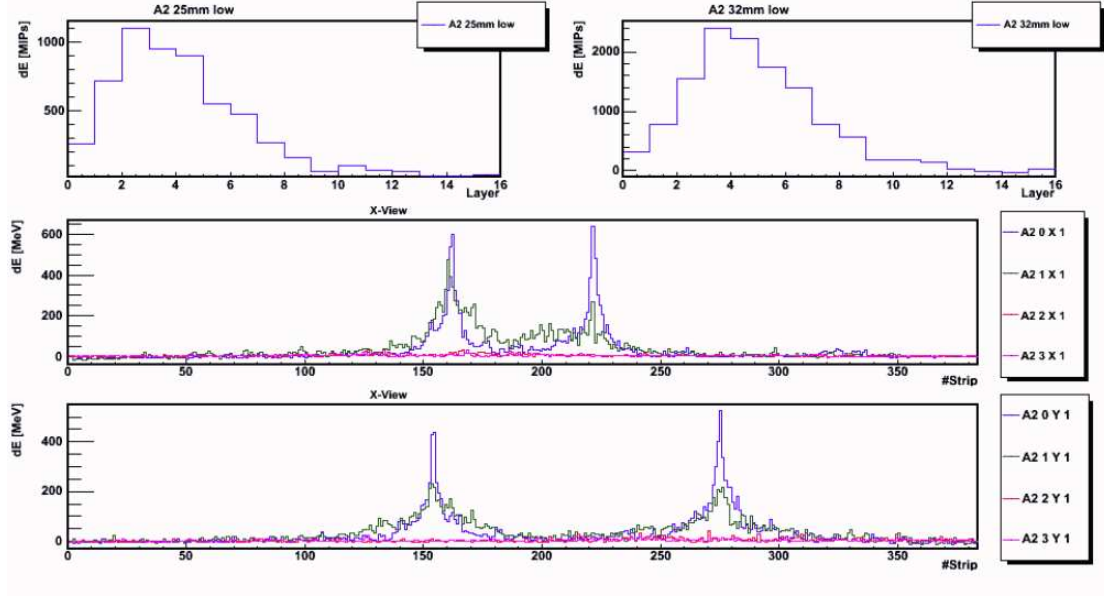 A2 25mm low
A2 25mm low
dE [MIPs]
1000
500
0 2 4 6 8 10 12 14 16
Layer
A2 32mm low
A2 32mm low
dE [MIPs]
2000
1000
0
0 2 4 6 8 10 12 14 16
Layer
X-View
dE [MeV]
600
400
200
0
0 50 100 150 200 250 300 350
#Strip
A2 0 X 1
A2 1 X 1
A2 2 X 1
A2 3 X 1
X-View
dE [MeV]
400
200
0
0 50 100 150 200 250 300 350
#Strip
A2 0 Y 1
A2 1 Y 1
A2 2 Y 1
A2 3 Y 1